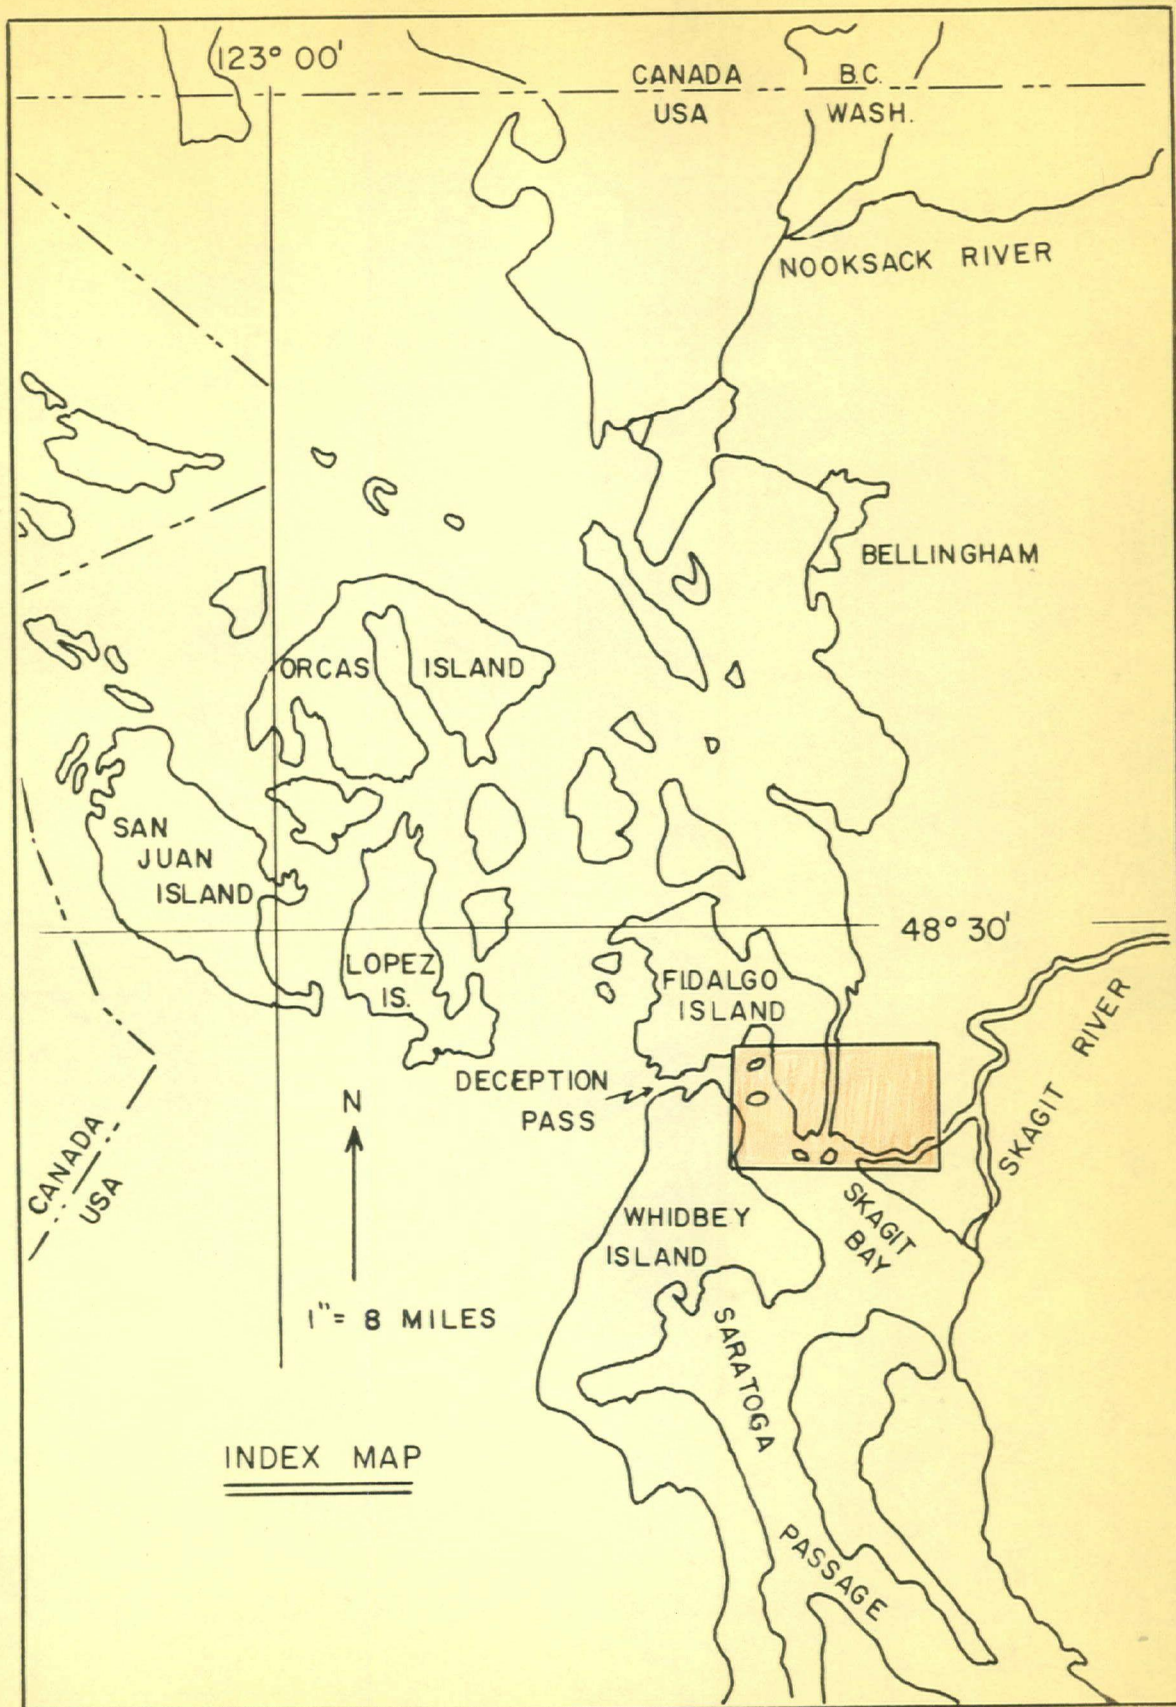 123° 00'
CANADA
USA
B.C.
WASH.
NOOKSACK RIVER
BELLINGHAM
ORCAS ISLAND
SAN
JUAN
ISLAND
48° 30'
LOPEZ
IS.
FIDALGO
ISLAND
SKAGIT RIVER
DECEPTION
PASS
N
CANADA
USA
WHIDBEY
ISLAND
SKAGIT
BAY
1"= 8 MILES
SARATOGA
PASSAGE
INDEX MAP